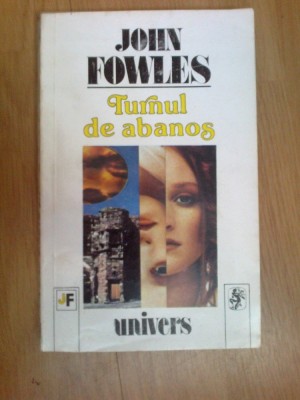 JOHN
FOWLES
Turnul
de abanos
JF
univers